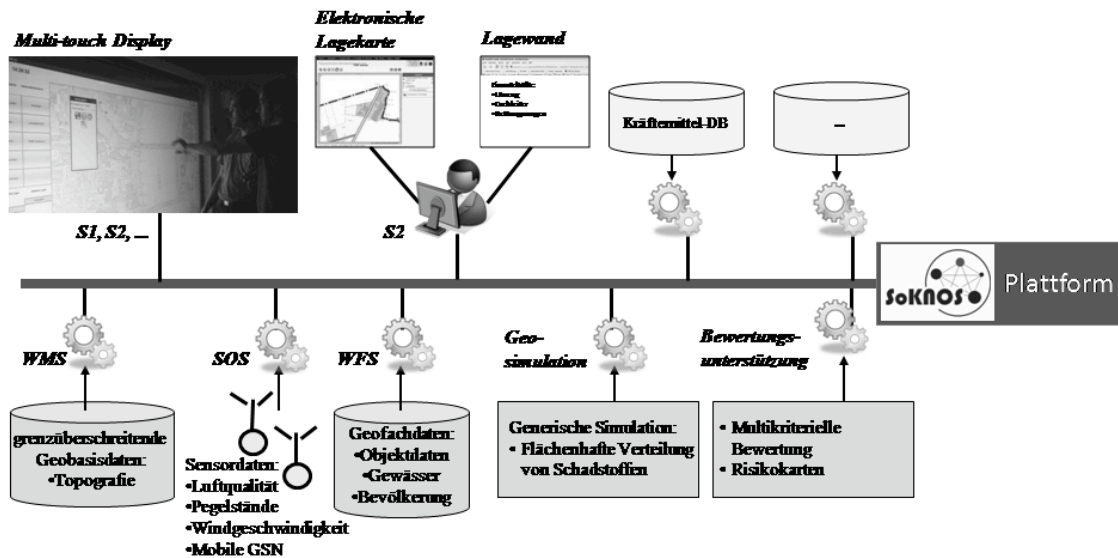 Multi-touch Display
Elektronische
Lagekarte
Lagewand
Kräftemittel-DB
...
S1, S2, ...
S2
SoKNOS
Plattform
WMS
SOS
WFS
Geo-
simulation
Bewertungs-
unterstützung
grenzüberschreitende
Geobasisdaten:
•Topografie
Sensordaten:
•Luftqualität
•Pegelstände
•Windgeschwindigkeit
•Mobile GSN
Geofachdaten:
•Objektdaten
•Gewässer
•Bevölkerung
Generische Simulation:
• Flächenhafte Verteilung
von Schadstoffen
• Multikriterielle
Bewertung
• Risikokarten